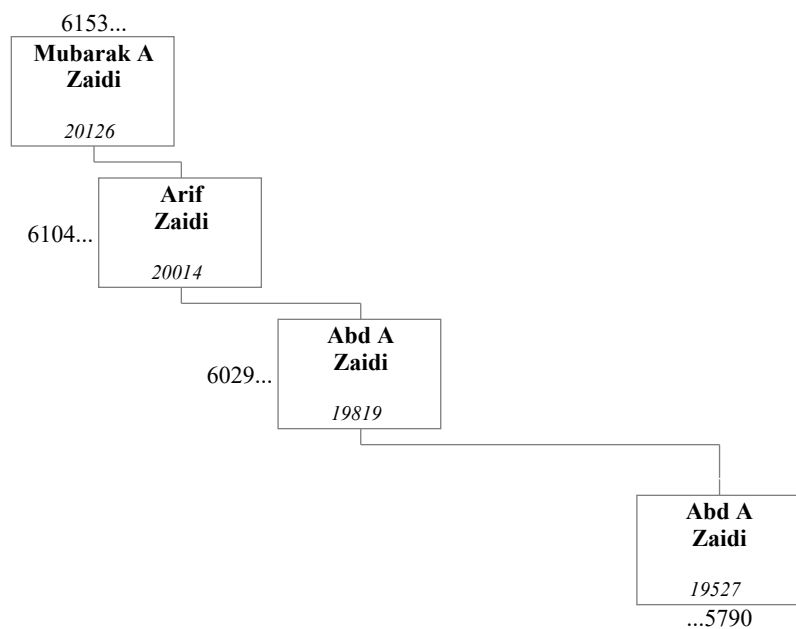 6153...
Mubarak A
Zaidi
20126
Arif
Zaidi
6104...
20014
Abd A
Zaidi
6029...
19819
Abd A
Zaidi
19527
...5790